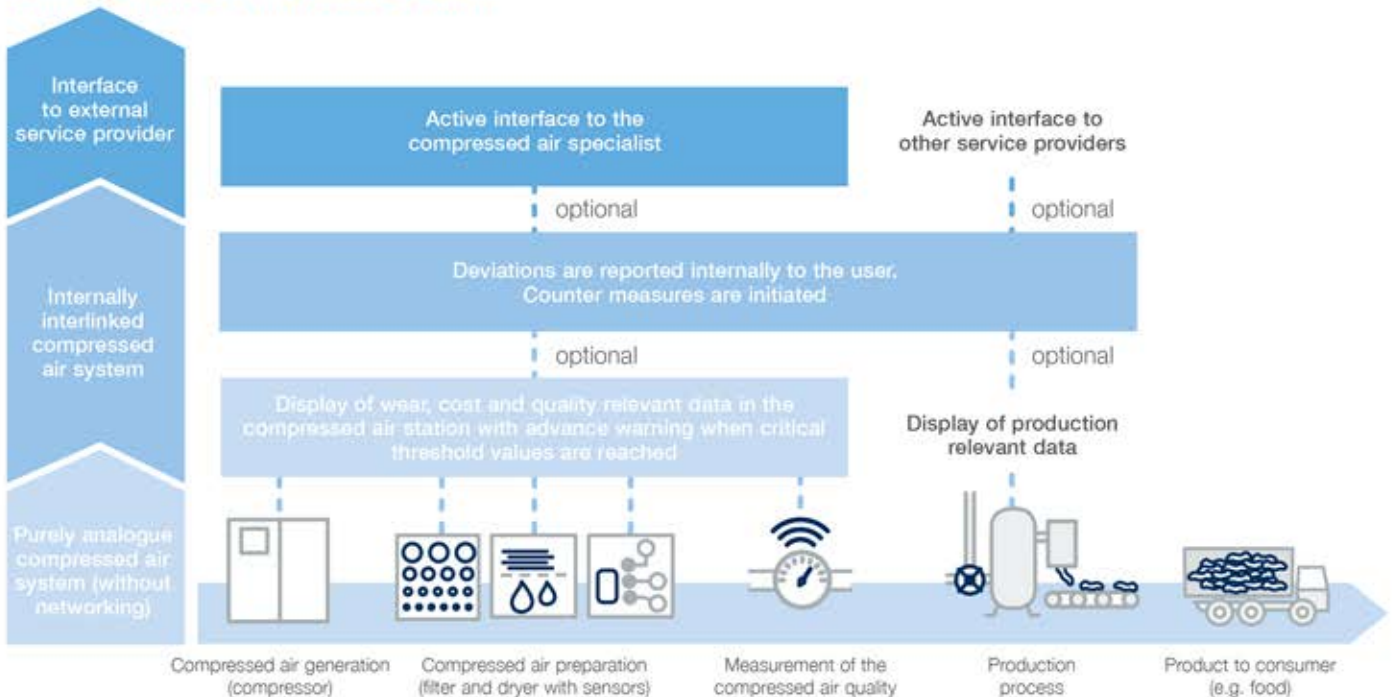 Interface
to external
service provider
Active interface to the
compressed air specialist
Active interface to
other service providers
optional
optional
Internally
interlinked
compressed
air system
Deviations are reported internally to the user.
Counter measures are initiated
optional
optional
Display of wear, cost and quality relevant data in the
compressed air station with advance warning when critical
threshold values are reached
Display of production
relevant data
Purely analogue
compressed air
system (without
networking)
Compressed air generation
(compressor)
Compressed air preparation
(filter and dryer with sensors)
Measurement of the
compressed air quality
Production
process
Product to consumer
(e.g. food)